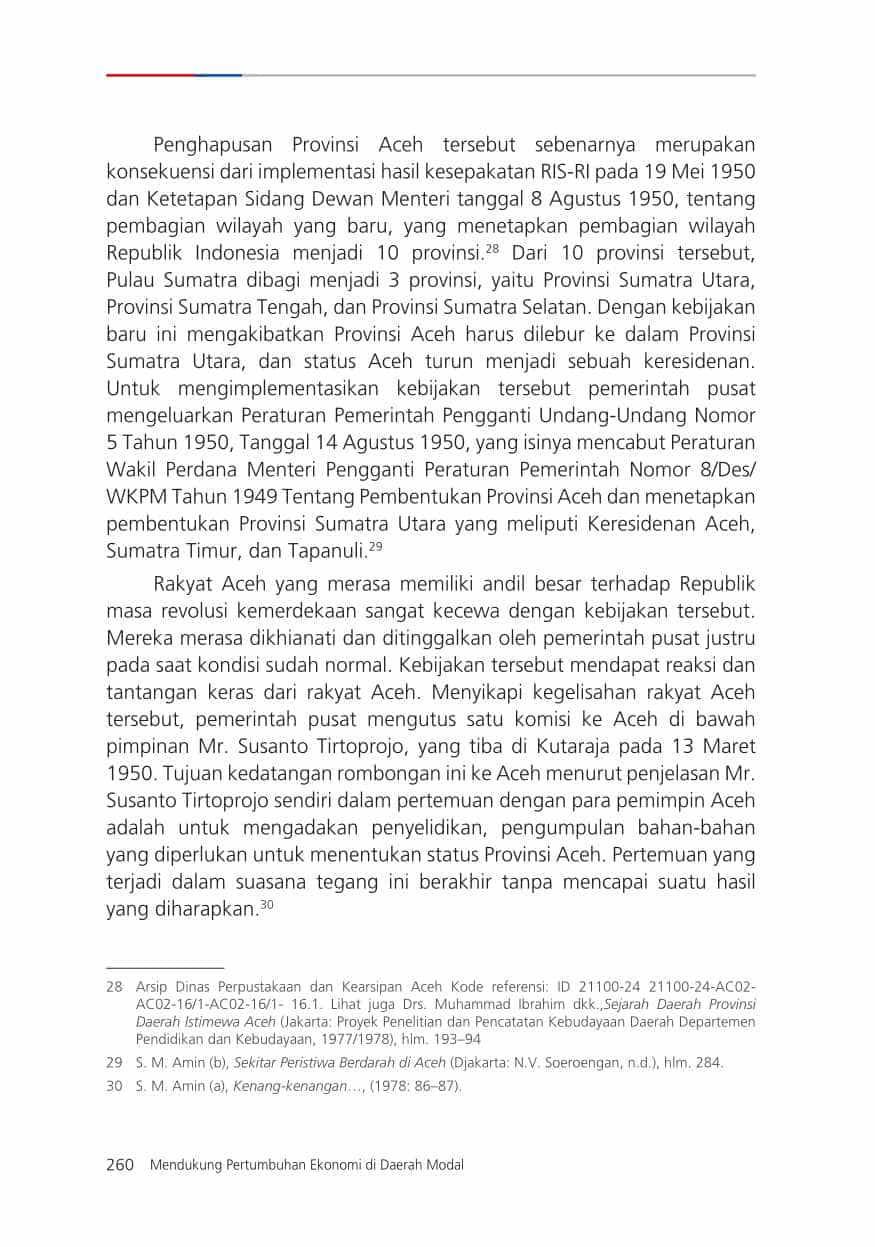 Penghapusan Provinsi Aceh tersebut sebenarnya merupakan
konsekuensi dari implementasi hasil kesepakatan RIS-RI pada 19 Mei 1950
dan Ketetapan Sidang Dewan Menteri tanggal 8 Agustus 1950, tentang
pembagian wilayah yang baru, yang menetapkan pembagian wilayah
Republik Indonesia menjadi 10 provinsi.28 Dari 10 provinsi tersebut,
Pulau Sumatra dibagi menjadi 3 provinsi, yaitu Provinsi Sumatra Utara,
Provinsi Sumatra Tengah, dan Provinsi Sumatra Selatan. Dengan kebijakan
baru ini mengakibatkan Provinsi Aceh harus dilebur ke dalam Provinsi
Sumatra Utara, dan status Aceh turun menjadi sebuah keresidenan.
Untuk mengimplementasikan kebijakan tersebut pemerintah pusat
mengeluarkan Peraturan Pemerintah Pengganti Undang-Undang Nomor
5 Tahun 1950, Tanggal 14 Agustus 1950, yang isinya mencabut Peraturan
Wakil Perdana Menteri Pengganti Peraturan Pemerintah Nomor 8/Des/
WKPM Tahun 1949 Tentang Pembentukan Provinsi Aceh dan menetapkan
pembentukan Provinsi Sumatra Utara yang meliputi Keresidenan Aceh,
Sumatra Timur, dan Tapanuli.29
Rakyat Aceh yang merasa memiliki andil besar terhadap Republik
masa revolusi kemerdekaan sangat kecewa dengan kebijakan tersebut.
Mereka merasa dikhianati dan ditinggalkan oleh pemerintah pusat justru
pada saat kondisi sudah normal. Kebijakan tersebut mendapat reaksi dan
tantangan keras dari rakyat Aceh. Menyikapi kegelisahan rakyat Aceh
tersebut, pemerintah pusat mengutus satu komisi ke Aceh di bawah
pimpinan Mr. Susanto Tirtoprojo, yang tiba di Kutaraja pada 13 Maret
1950. Tujuan kedatangan rombongan ini ke Aceh menurut penjelasan Mr.
Susanto Tirtoprojo sendiri dalam pertemuan dengan para pemimpin Aceh
adalah untuk mengadakan penyelidikan, pengumpulan bahan-bahan
yang diperlukan untuk menentukan status Provinsi Aceh. Pertemuan yang
terjadi dalam suasana tegang ini berakhir tanpa mencapai suatu hasil
yang diharapkan.30
28 Arsip Dinas Perpustakaan dan Kearsipan Aceh Kode referensi: ID 21100-24 21100-24-AC02-
AC02-16/1-AC02-16/1- 16.1. Lihat juga Drs. Muhammad Ibrahim dkk.,Sejarah Daerah Provinsi
Daerah Istimewa Aceh (Jakarta: Proyek Penelitian dan Pencatatan Kebudayaan Daerah Departemen
Pendidikan dan Kebudayaan, 1977/1978), hlm. 193–94
29 S. M. Amin (b), Sekitar Peristiwa Berdarah di Aceh (Djakarta: N.V. Soeroengan, n.d.), hlm. 284.
30 S. M. Amin (a), Kenang-kenangan…, (1978: 86–87).
260 Mendukung Pertumbuhan Ekonomi di Daerah Modal